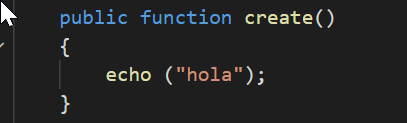 public function create()
{
echo ("hola");
}